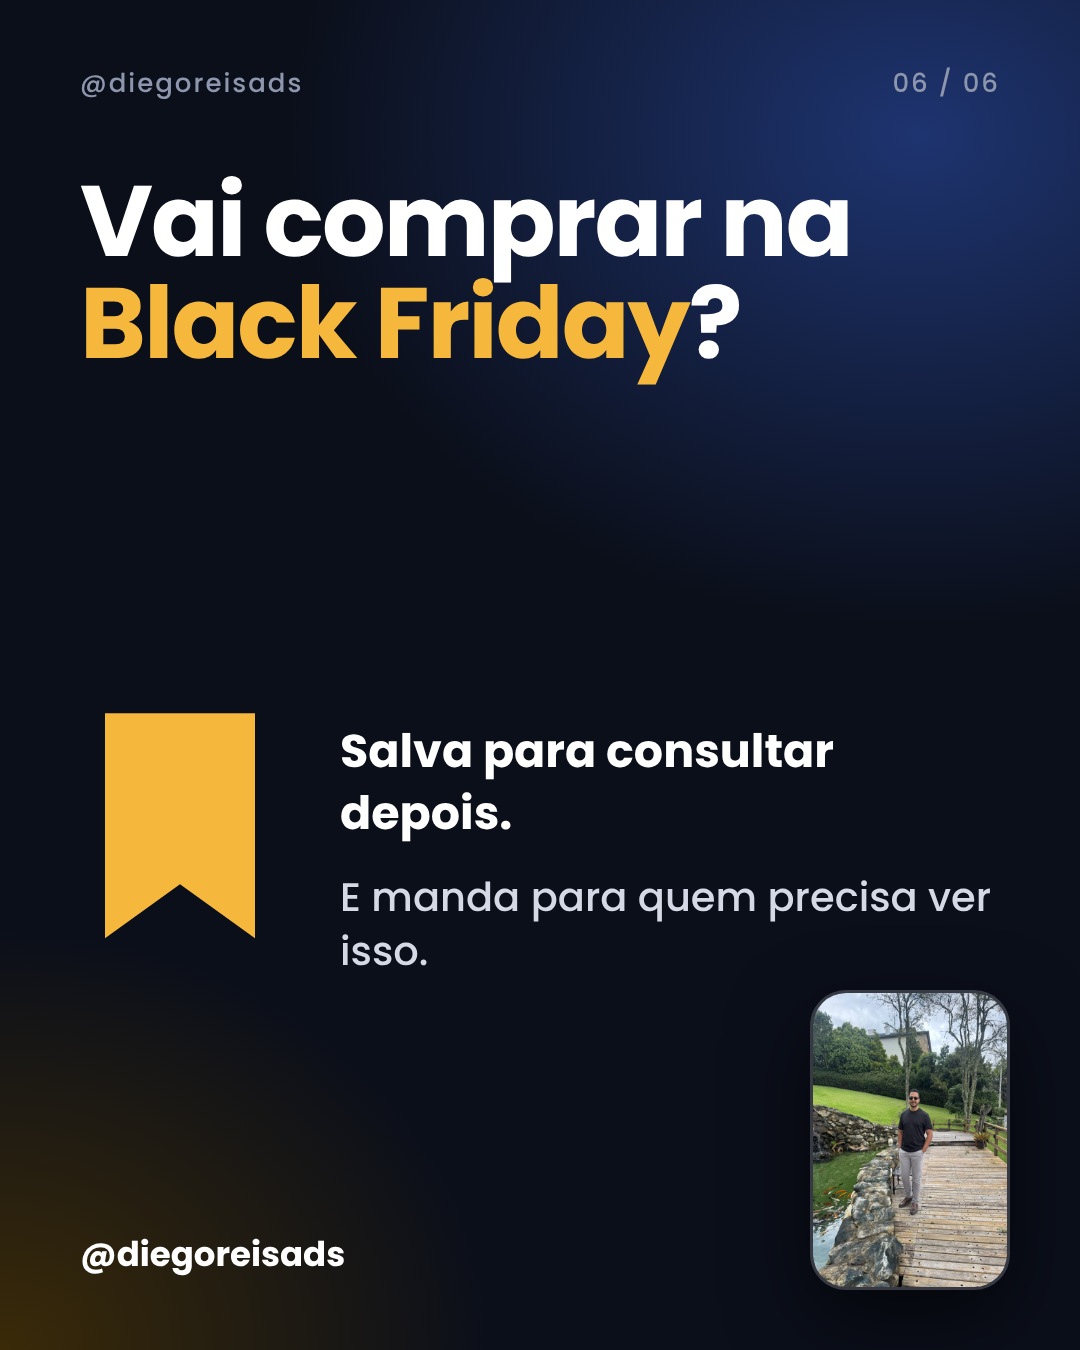 @diegoreisads
06 / 06
Vai comprar na
Black Friday?
Salva para consultar
depois.
E manda para quem precisa ver
isso.
@diegoreisads